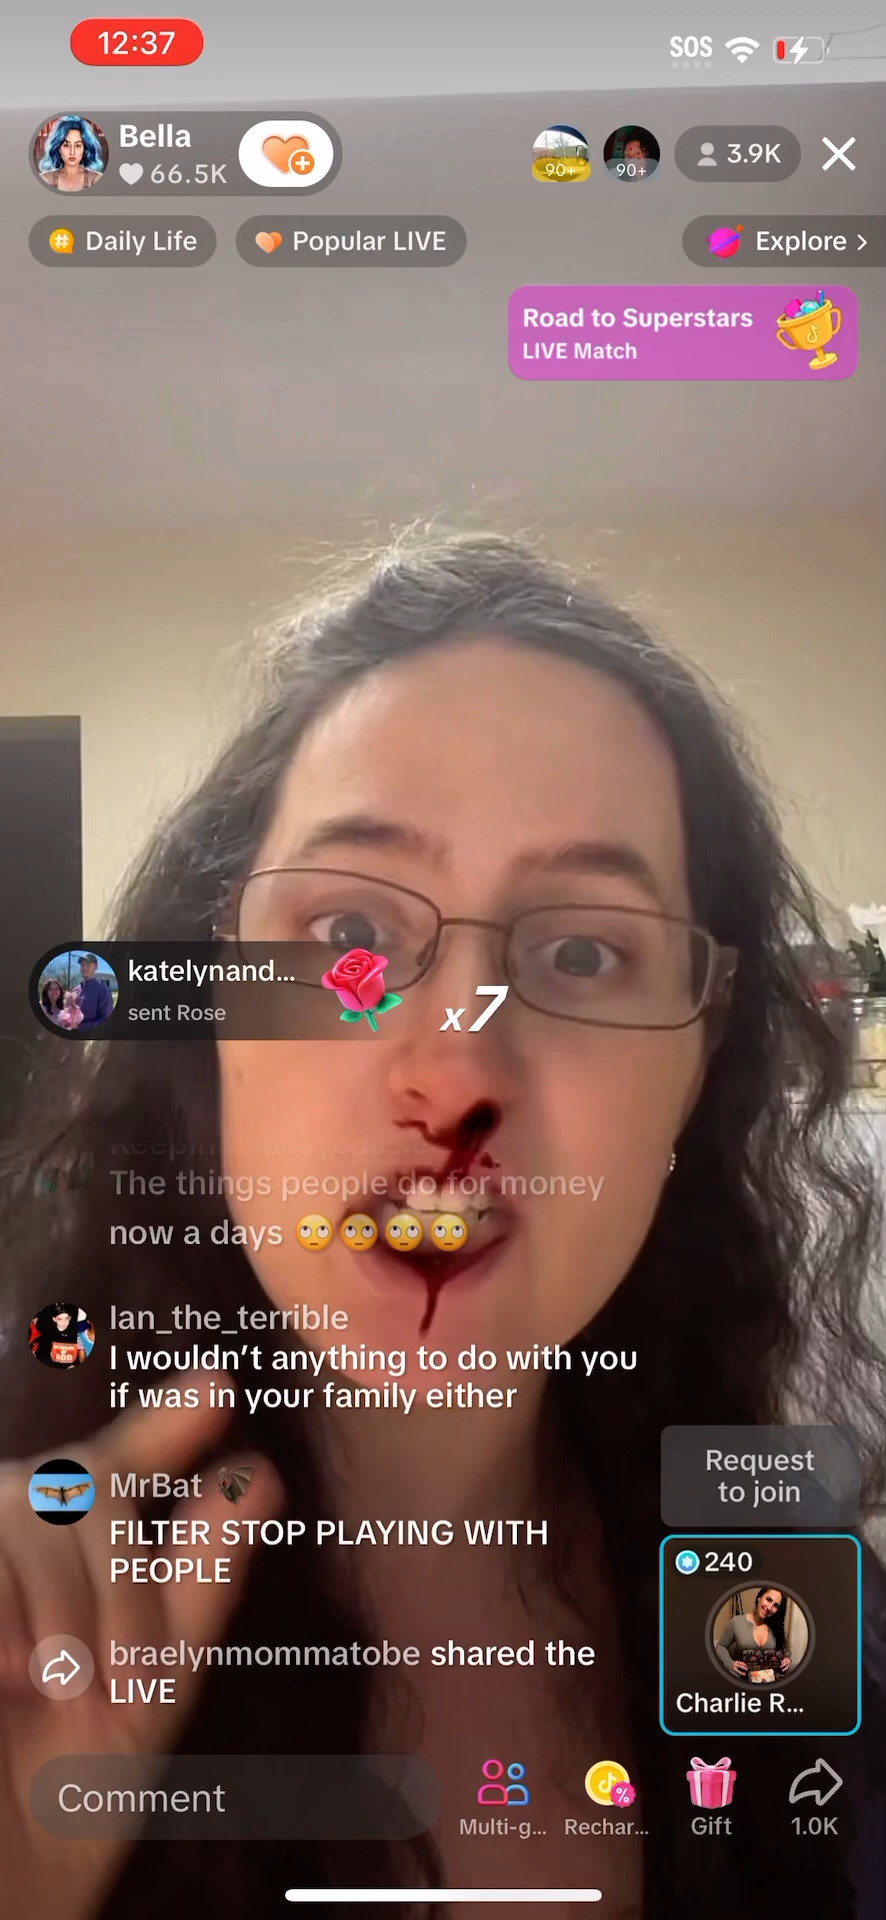 12:37
SOS
Bella
66.5K
90+
90+
3.9K
Daily Life
Popular LIVE
Explore >
Road to Superstars
LIVE Match
katelynand...
sent Rose
x7
The things people do for money
now a days 🙄🙄🙄🙄
Ian_the_terrible
I wouldn't anything to do with you
if was in your family either
MrBat 🦇
FILTER STOP PLAYING WITH
PEOPLE
braelynmommatobe shared the
LIVE
Request
to join
240
Charlie R...
Comment
Multi-g...
Rechar...
Gift
1.0K